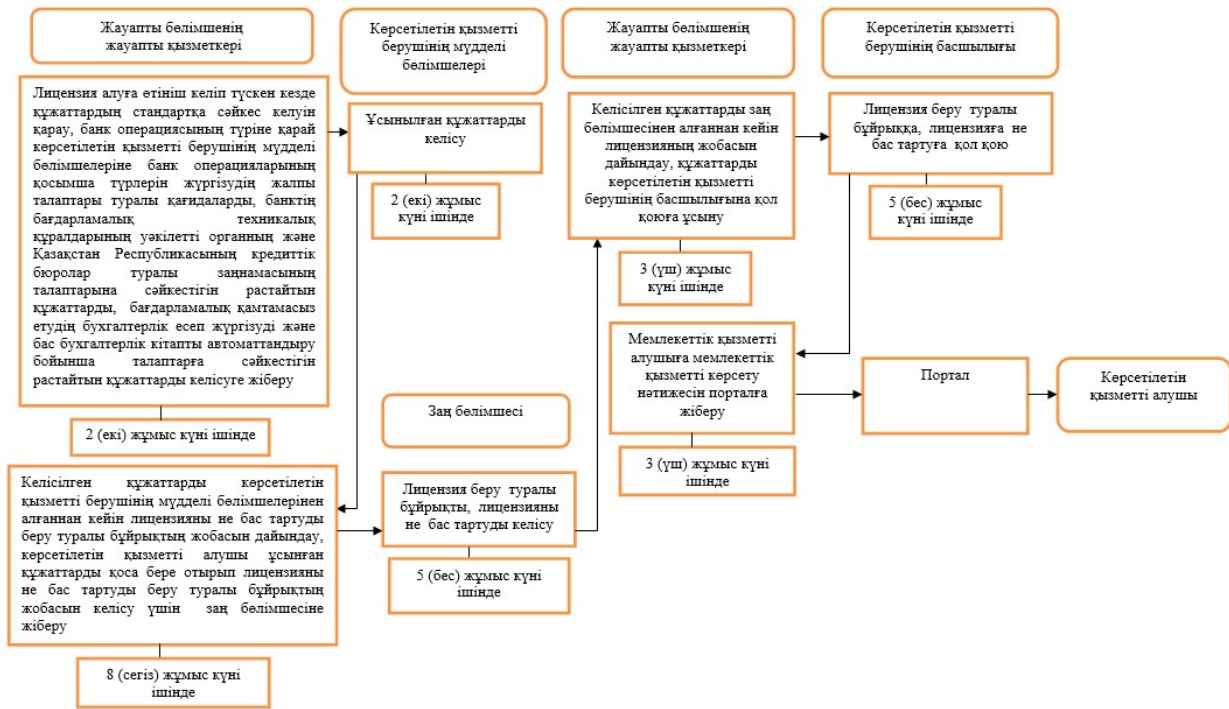 Жауапты бөлімшенің
жауапты қызметкері
Көрсетілетін қызметті
берушінің мүдделі
бөлімшелері
Жауапты бөлімшенің
жауапты қызметкері
Көрсетілетін қызметті
берушінің басшылығы
Лицензия алуға өтініш келіп түскен кезде
құжаттардың стандартқа сәйкес келуін
қарау, банк операциясының түріне қарай
көрсетілетін қызметті берушінің мүдделі
бөлімшелеріне банк операцияларының
қосымша түрлерін жүргізудің жалпы
талаптары туралы қағидаларды, банктің
бағдарламалық техникалық
құралдарының уәкілетті органның және
Қазақстан Республикасының кредиттік
бюролар туралы заңнамасының
талаптарына сәйкестігін растайтын
құжаттарды, бағдарламалық қамтамасыз
етудің бухгалтерлік есеп жүргізуді және
бас бухгалтерлік кітапты автоматтандыру
бойынша талаптарға сәйкестігін
растайтын құжаттарды келісуге жіберу
2 (екі) жұмыс күні ішінде
Ұсынылған құжаттарды
келісу
2 (екі) жұмыс
күні ішінде
Келісілген құжаттарды заң
бөлімшесінен алғаннан кейін
лицензияның жобасын
дайындау, құжаттарды
көрсетілетін қызметті
берушінің басшылығына қол
қоюға ұсыну
3 (үш) жұмыс
күні ішінде
Лицензия беру туралы
бұйрыққа, лицензияға не
бас тартуға қол қою
5 (бес) жұмыс
күні ішінде
Мемлекеттік қызметті
алушыға мемлекеттік
қызметті көрсету
нәтижесін порталға
жіберу
3 (үш) жұмыс күні
ішінде
Портал
Көрсетілетін
қызметті алушы
Заң бөлімшесі
Келісілген құжаттарды көрсетілетін
қызметті берушінің мүдделі бөлімшелерінен
алғаннан кейін лицензияны не бас тартуды
беру туралы бұйрықтың жобасын дайындау,
көрсетілетін қызметті алушы ұсынған
құжаттарды қоса бере отырып лицензияны
не бас тартуды беру туралы бұйрықтың
жобасын келісу үшін заң бөлімшесіне
жіберу
8 (сегіз) жұмыс күні
ішінде
Лицензия беру туралы
бұйрықты, лицензияны
не бас тартуды келісу
5 (бес) жұмыс күні
ішінде